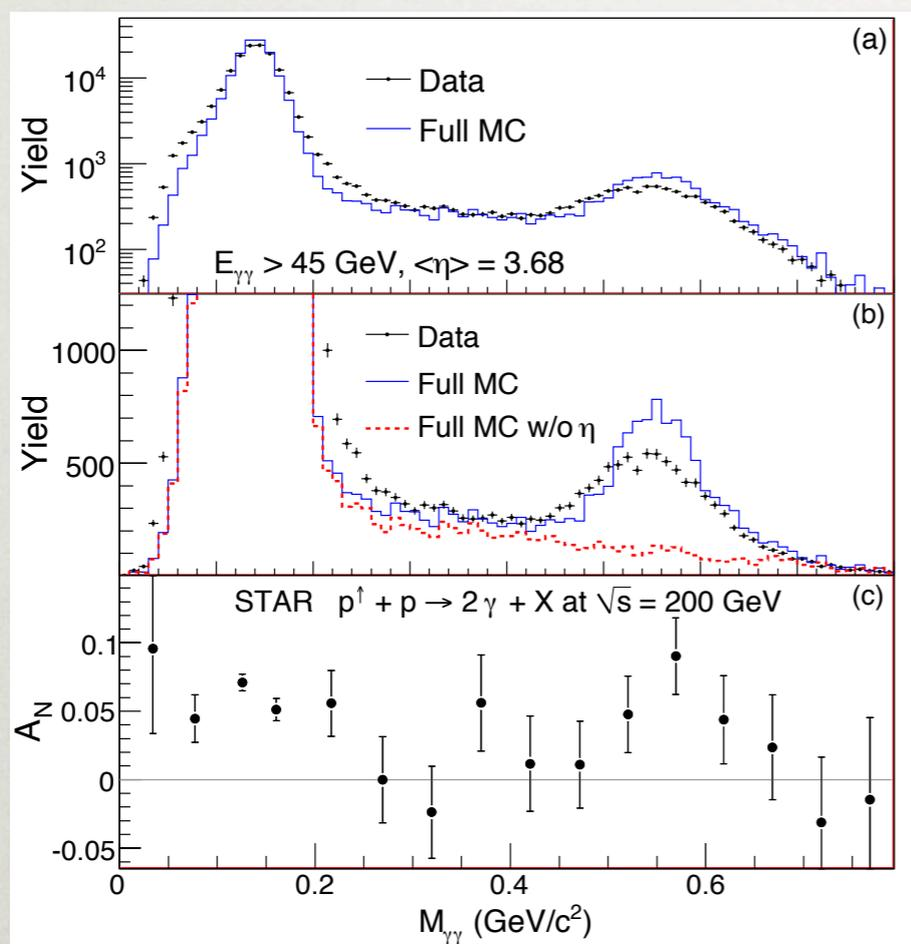 (a)
Data
Full MC
Yield
10⁴
10³
10²
E_γγ > 45 GeV, <η> = 3.68
(b)
Data
Full MC
Full MC w/o η
Yield
1000
500
STAR p↑ + p → 2 γ + X at √s = 200 GeV
(c)
A_N
0.1
0.05
0
-0.05
0 0.2 0.4 0.6
M_γγ (GeV/c²)